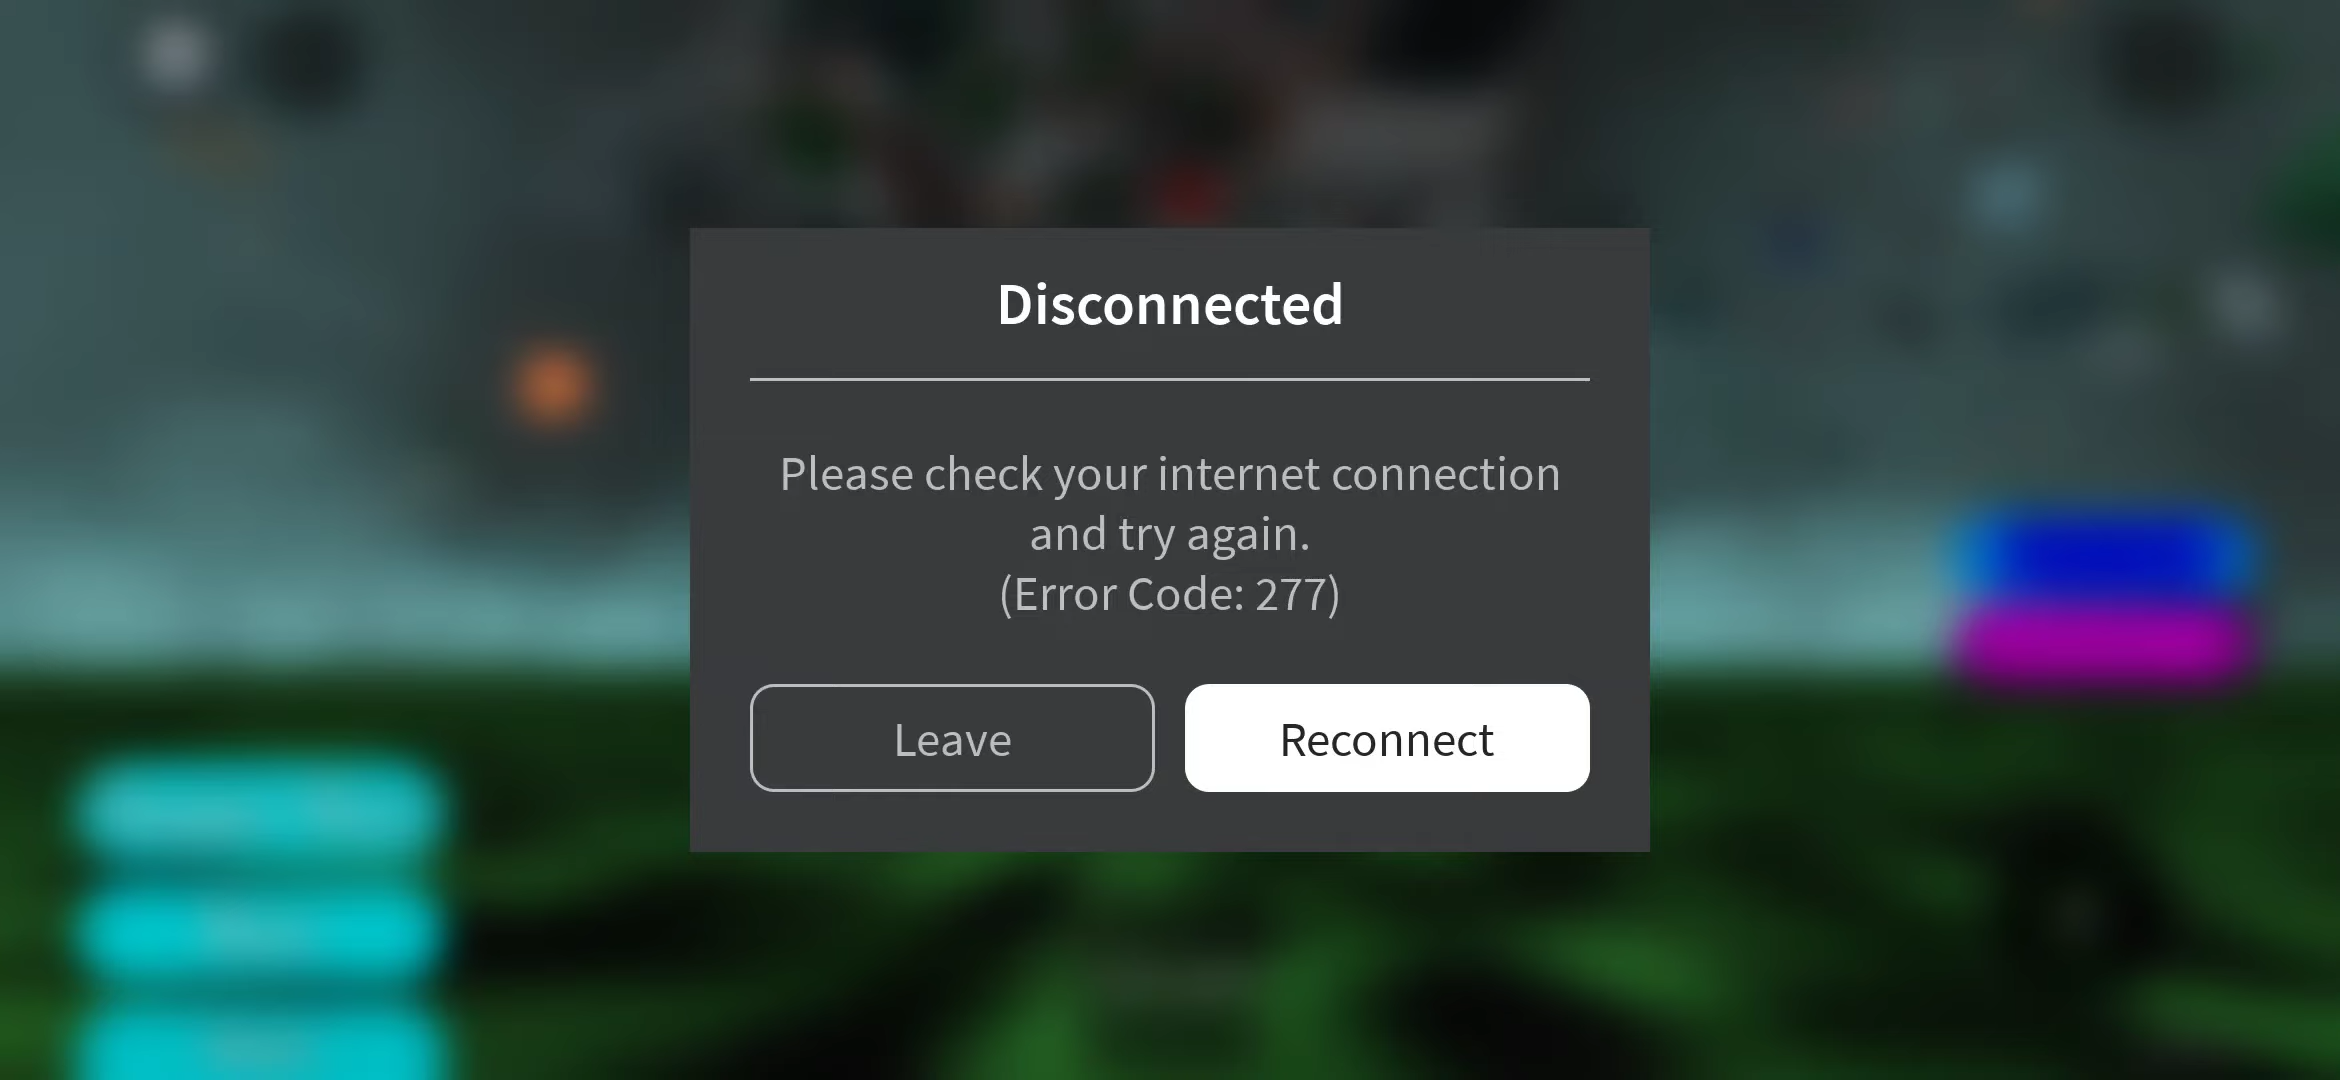 Disconnected
Please check your internet connection
and try again.
(Error Code: 277)
Leave
Reconnect